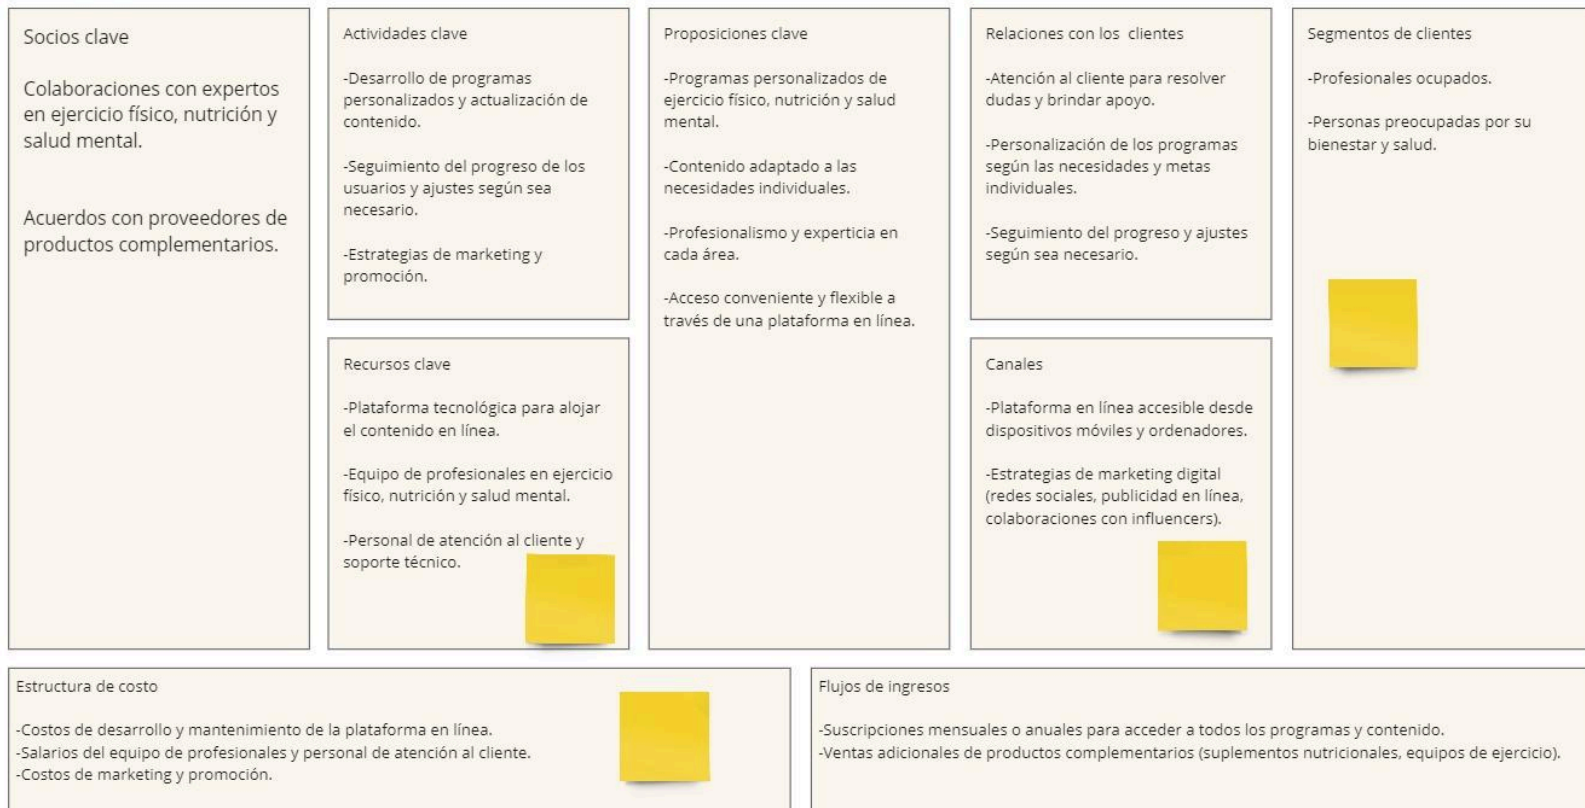 Socios clave
Colaboraciones con expertos
en ejercicio físico, nutrición y
salud mental.
Acuerdos con proveedores de
productos complementarios.
Actividades clave
-Desarrollo de programas
personalizados y actualización de
contenido.
-Seguimiento del progreso de los
usuarios y ajustes según sea
necesario.
-Estrategias de marketing y
promoción.
Recursos clave
-Plataforma tecnológica para alojar
el contenido en línea.
-Equipo de profesionales en ejercicio
físico, nutrición y salud mental.
-Personal de atención al cliente y
soporte técnico.
Proposiciones clave
-Programas personalizados de
ejercicio físico, nutrición y salud
mental.
-Contenido adaptado a las
necesidades individuales.
-Profesionalismo y experticia en
cada área.
-Acceso conveniente y flexible a
través de una plataforma en línea.
Relaciones con los  clientes
-Atención al cliente para resolver
dudas y brindar apoyo.
-Personalización de los programas
según las necesidades y metas
individuales.
-Seguimiento del progreso y ajustes
según sea necesario.
Canales
-Plataforma en línea accesible desde
dispositivos móviles y ordenadores.
-Estrategias de marketing digital
(redes sociales, publicidad en línea,
colaboraciones con influencers).
Segmentos de clientes
-Profesionales ocupados.
-Personas preocupadas por su
bienestar y salud.
Estructura de costo
-Costos de desarrollo y mantenimiento de la plataforma en línea.
-Salarios del equipo de profesionales y personal de atención al cliente.
-Costos de marketing y promoción.
Flujos de ingresos
-Suscripciones mensuales o anuales para acceder a todos los programas y contenido.
-Ventas adicionales de productos complementarios (suplementos nutricionales, equipos de ejercicio).